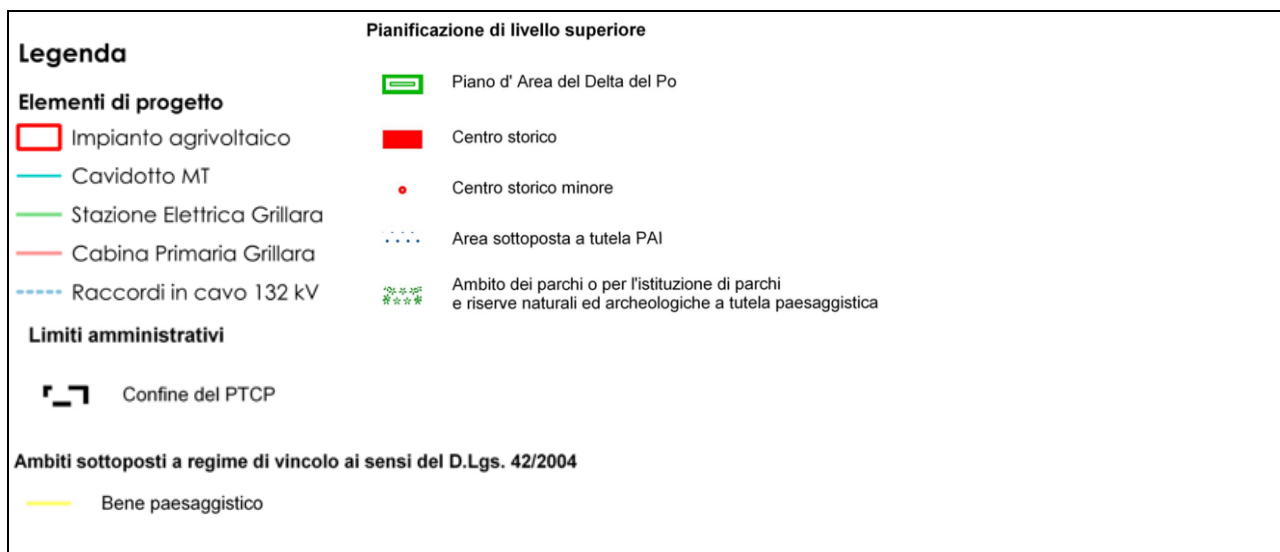 Legenda
Elementi di progetto
Impianto agrivoltaico
Cavidotto MT
Stazione Elettrica Grillara
Cabina Primaria Grillara
Raccordi in cavo 132 kV
Limiti amministrativi
Confine del PTCP
Ambiti sottoposti a regime di vincolo ai sensi del D.Lgs. 42/2004
Bene paesaggistico
Pianificazione di livello superiore
Piano d' Area del Delta del Po
Centro storico
Centro storico minore
Area sottoposta a tutela PAI
Ambito dei parchi o per l'istituzione di parchi
e riserve naturali ed archeologiche a tutela paesaggistica